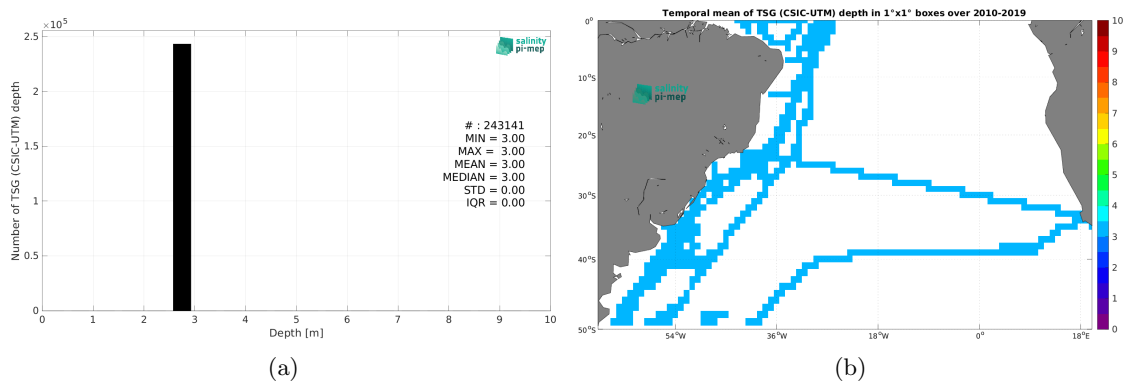 ×10⁵
2.5
2
1.5
1
0.5
0
0 1 2 3 4 5 6 7 8 9 10
Depth [m]
Number of TSG (CSIC-UTM) depth
salinity
pi-mep
# : 243141
MIN = 3.00
MAX = 3.00
MEAN = 3.00
MEDIAN = 3.00
STD = 0.00
IQR = 0.00
(a)
Temporal mean of TSG (CSIC-UTM) depth in 1°x1° boxes over 2010-2019
0°
10°S
20°S
30°S
40°S
50°S
54°W 36°W 18°W 0° 18°E
salinity
pi-mep
10
9
8
7
6
5
4
3
2
1
0
(b)